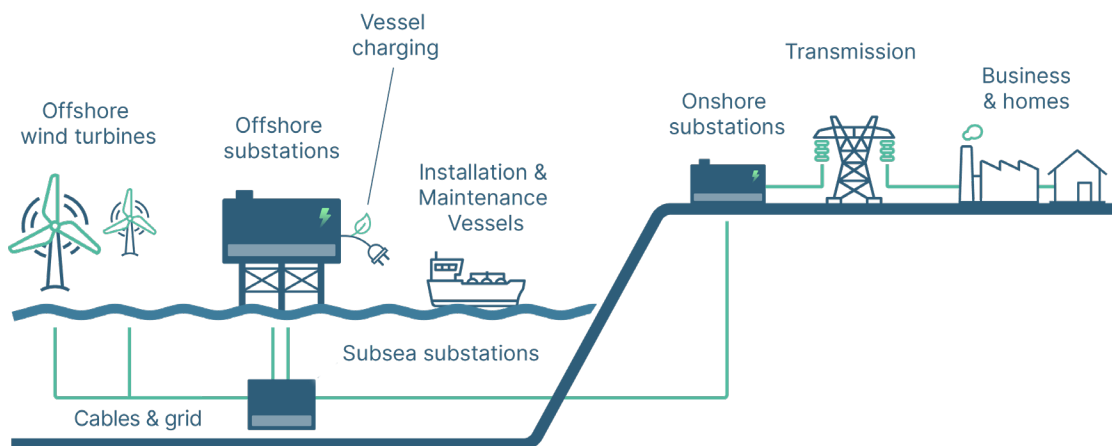 Vessel
charging
Transmission
Business
& homes
Offshore
wind turbines
Offshore
substations
Onshore
substations
Installation &
Maintenance
Vessels
Subsea substations
Cables & grid